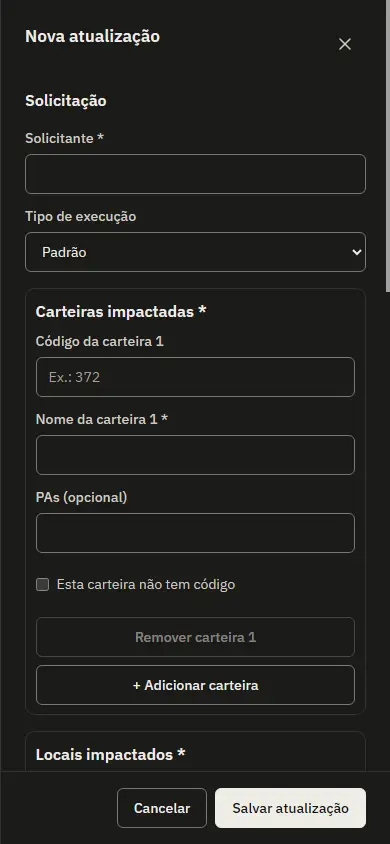 Nova atualização
Solicitação
Solicitante *
Tipo de execução
Padrão
Carteiras impactadas *
Código da carteira 1
Ex.: 372
Nome da carteira 1 *
PAs (opcional)
Esta carteira não tem código
Remover carteira 1
+ Adicionar carteira
Locais impactados *
Cancelar
Salvar atualização